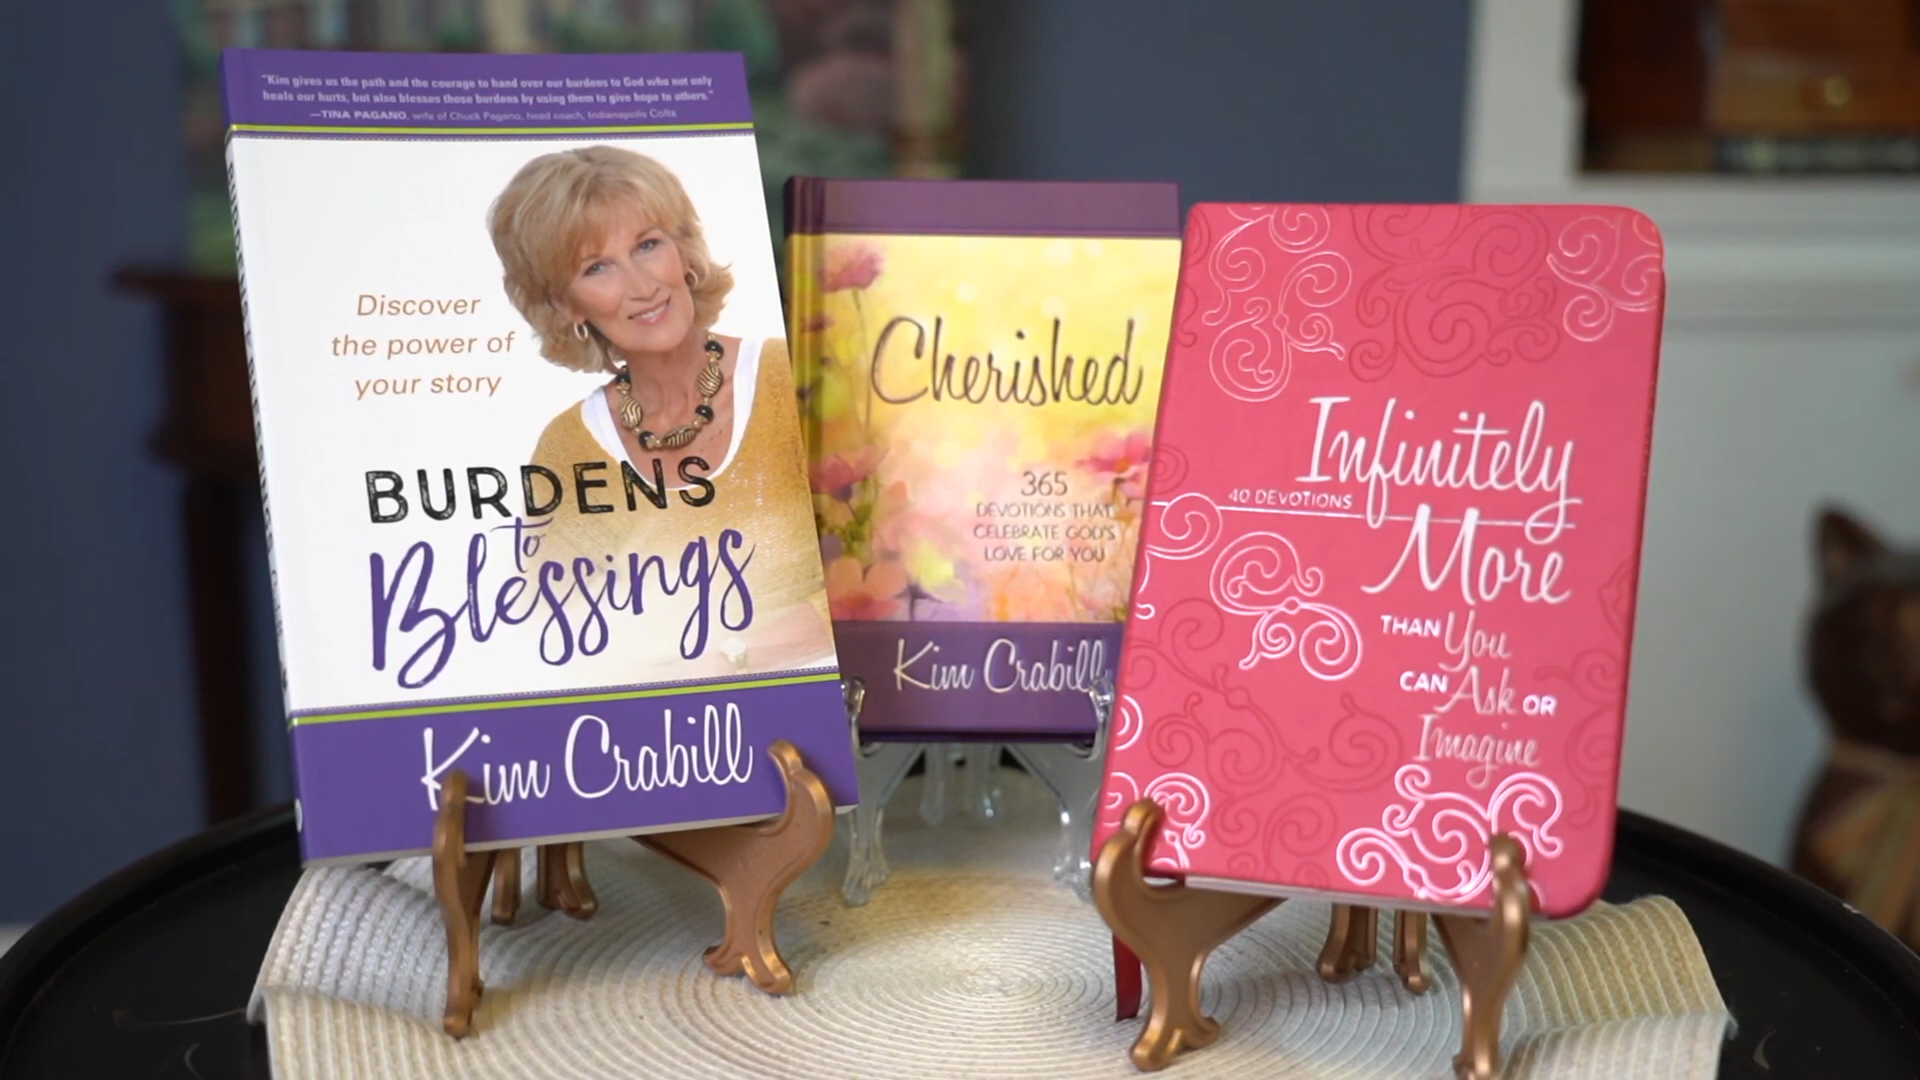 "Kim gives us the path and the courage to hand over our burdens to God who not only
heals our hurts, but also blesses those burdens by using them to give hope to others."
—TINA PAGANO, wife of Chuck Pagano, head coach, Indianapolis Colts
Discover
the power of
your story
BURDENS
to
Blessings
Kim Crabill
Cherished
365
DEVOTIONS THAT
CELEBRATE GOD'S
LOVE FOR YOU
Kim Crabill
Infinitely
40 DEVOTIONS
More
THAN You
CAN Ask OR
Imagine